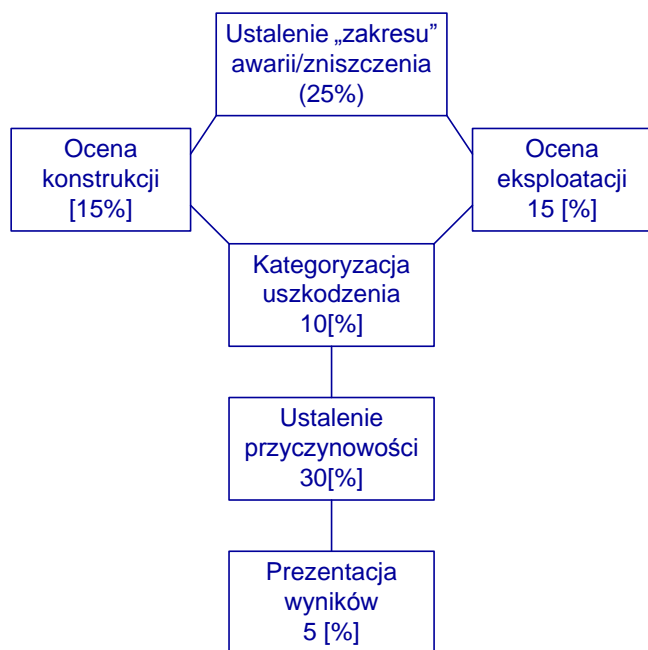 Ustalenie „zakresu”
awarii/zniszczenia
(25%)
Ocena
konstrukcji
[15%]
Ocena
eksploatacji
15 [%]
Kategoryzacja
uszkodzenia
10[%]
Ustalenie
przyczynowości
30[%]
Prezentacja
wyników
5 [%]